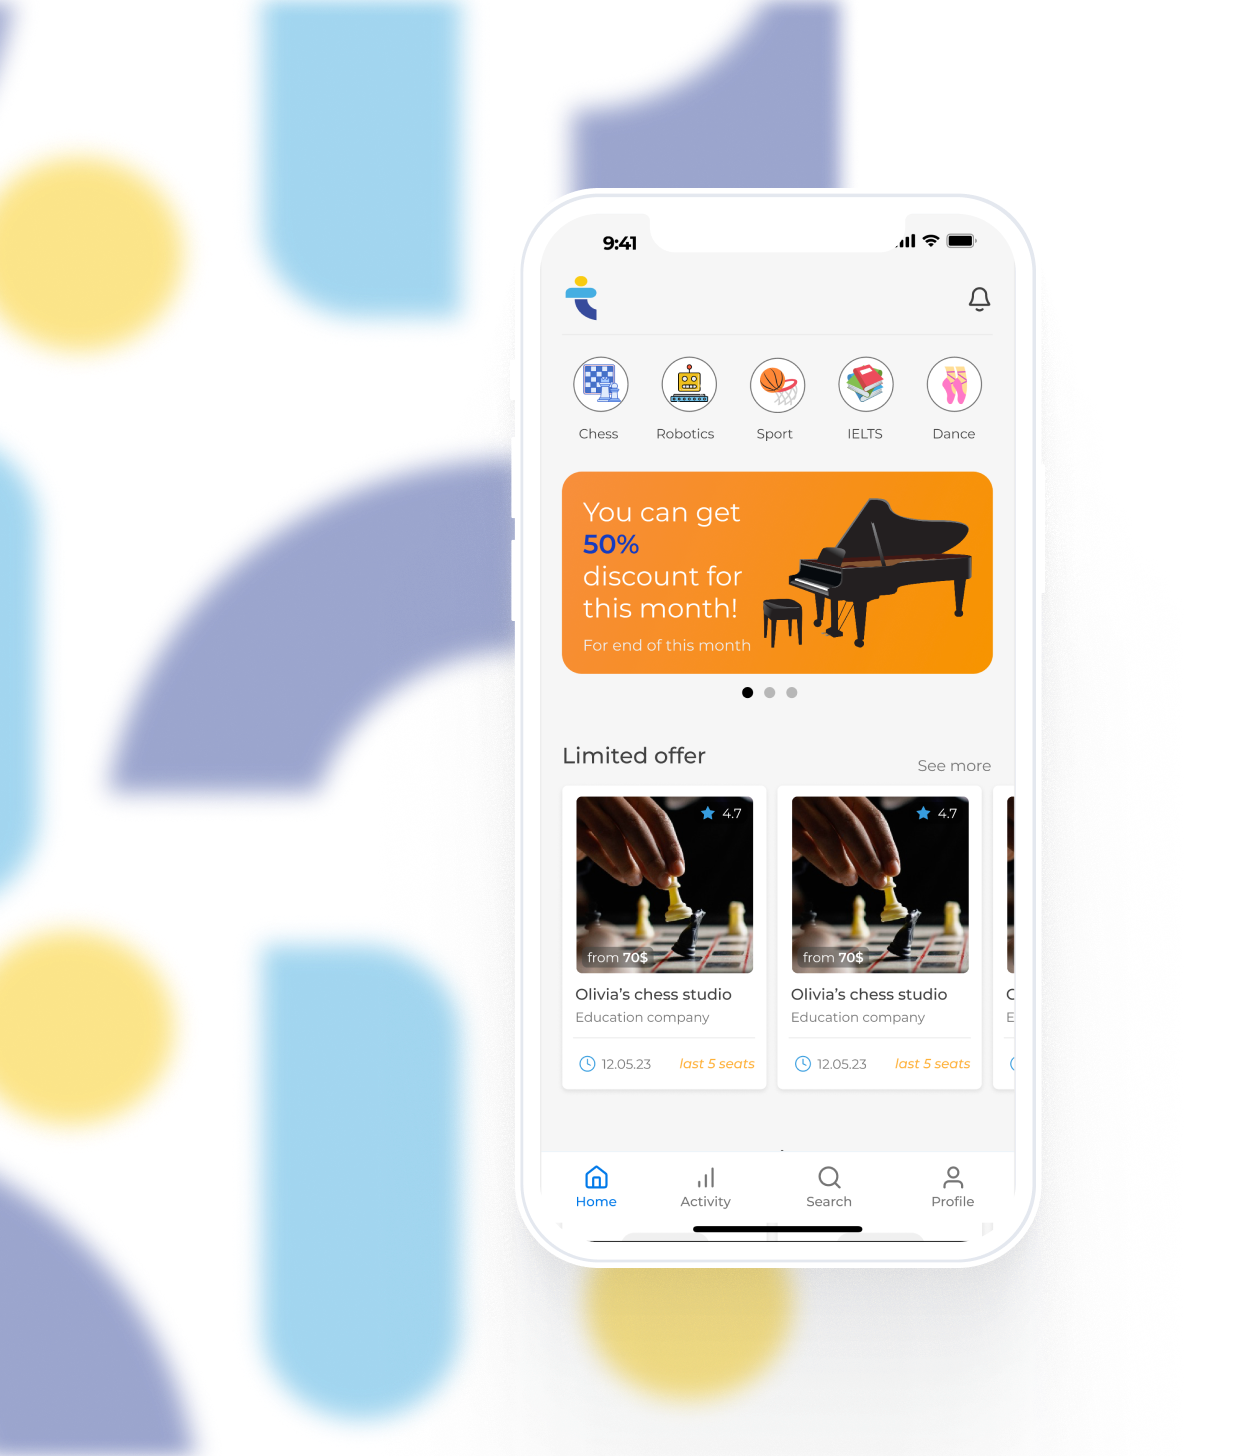 9:41
Chess
Robotics
Sport
IELTS
Dance
You can get
50%
discount for
this month!
For end of this month
Limited offer
See more
4.7
4.7
from 70$
from 70$
Olivia's chess studio
Olivia's chess studio
Education company
Education company
12.05.23
last 5 seats
12.05.23
last 5 seats
Home
Activity
Search
Profile